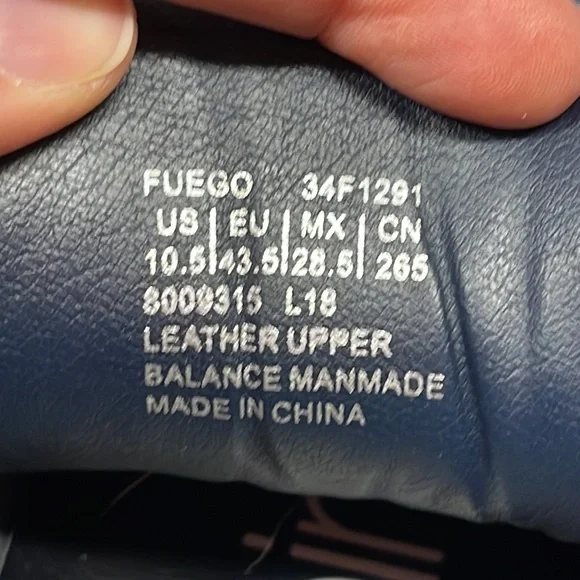 FUEGO 34F1291
US | EU | MX | CN
10.5 | 43.5 | 28.5 | 265
8009315 L18
LEATHER UPPER
BALANCE MANMADE
MADE IN CHINA